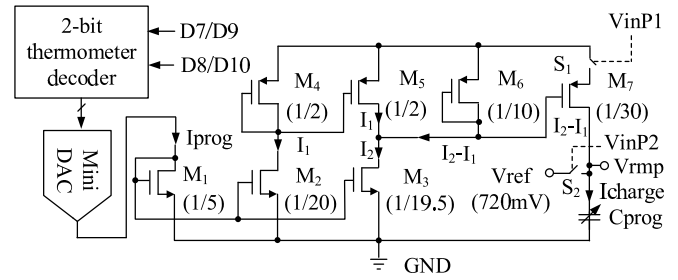 2-bit
thermometer
decoder
D7/D9
D8/D10
Mini
DAC
Iprog
M1
(1/5)
M4
(1/2)
I1
M2
(1/20)
M5
(1/2)
I1
I2
M3
(1/19.5)
M6
(1/10)
I2-I1
VinP1
S1
M7
(1/30)
I2-I1
VinP2
Vref
(720mV)
S2
Vrmp
Icharge
Cprog
GND